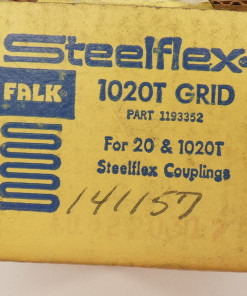 Steelflex
FALK
1020T GRID
PART 1193352
For 20 & 1020T
Steelflex Couplings
141157